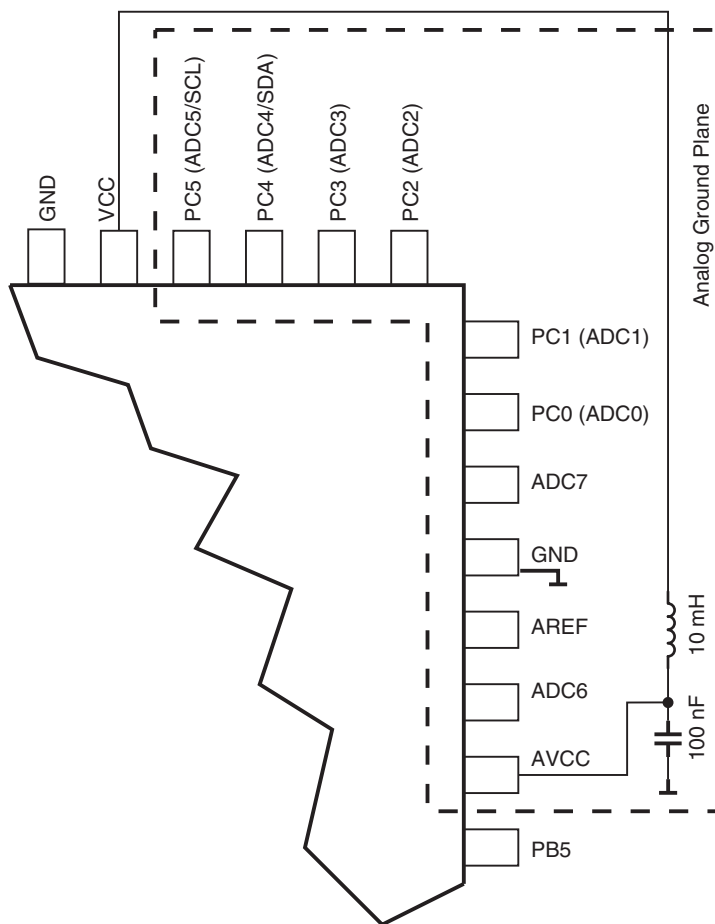 GND
VCC
PC5 (ADC5/SCL)
PC4 (ADC4/SDA)
PC3 (ADC3)
PC2 (ADC2)
Analog Ground Plane
PC1 (ADC1)
PC0 (ADC0)
ADC7
GND
AREF
10 mH
ADC6
100 nF
AVCC
PB5